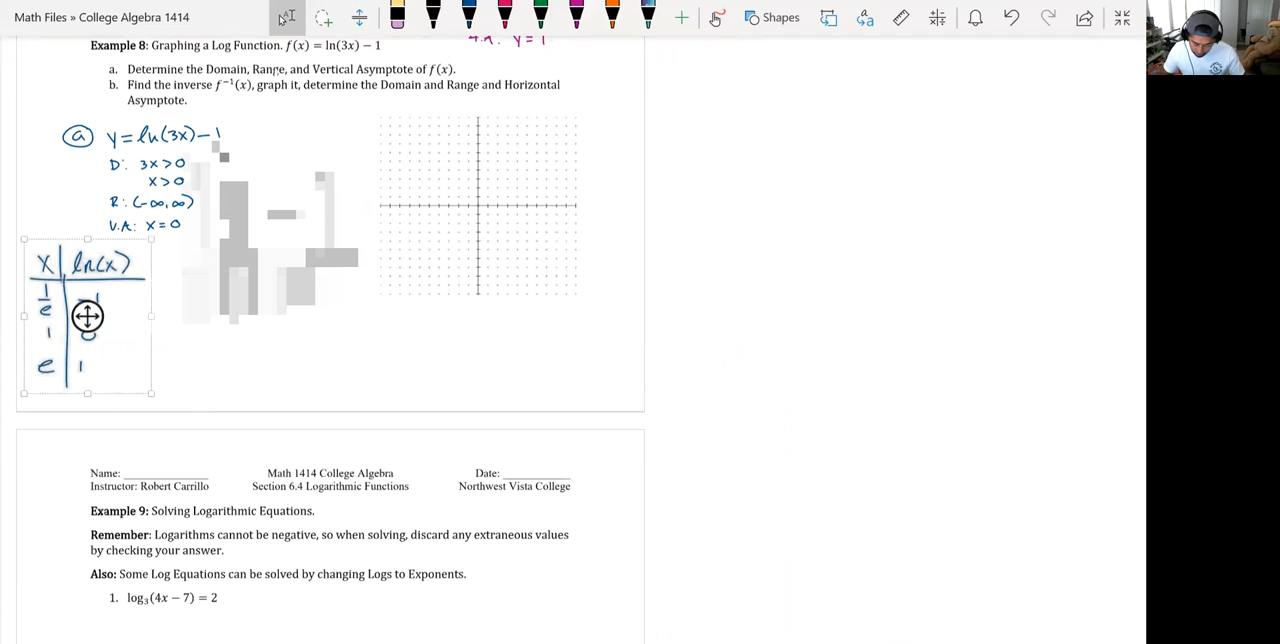 Math Files » College Algebra 1414
Shapes
Example 8: Graphing a Log Function. f(x) = ln(3x) − 1
H.A: y = 1
a. Determine the Domain, Range, and Vertical Asymptote of f(x).
b. Find the inverse f⁻¹(x), graph it, determine the Domain and Range and Horizontal
Asymptote.
a y = ln(3x) − 1
D: 3x > 0
x > 0
R: (-∞, ∞)
V.A: x = 0
x ln(x)
1/e -1
1 0
e 1
Name: ____________ Math 1414 College Algebra Date: __________
Instructor: Robert Carrillo Section 6.4 Logarithmic Functions Northwest Vista College
Example 9: Solving Logarithmic Equations.
Remember: Logarithms cannot be negative, so when solving, discard any extraneous values
by checking your answer.
Also: Some Log Equations can be solved by changing Logs to Exponents.
1. log₃(4x − 7) = 2